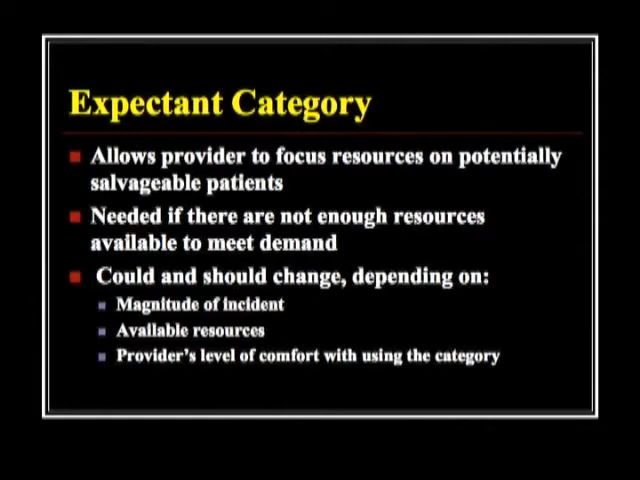 Expectant Category
Allows provider to focus resources on potentially
salvageable patients
Needed if there are not enough resources
available to meet demand
Could and should change, depending on:
Magnitude of incident
Available resources
Provider's level of comfort with using the category